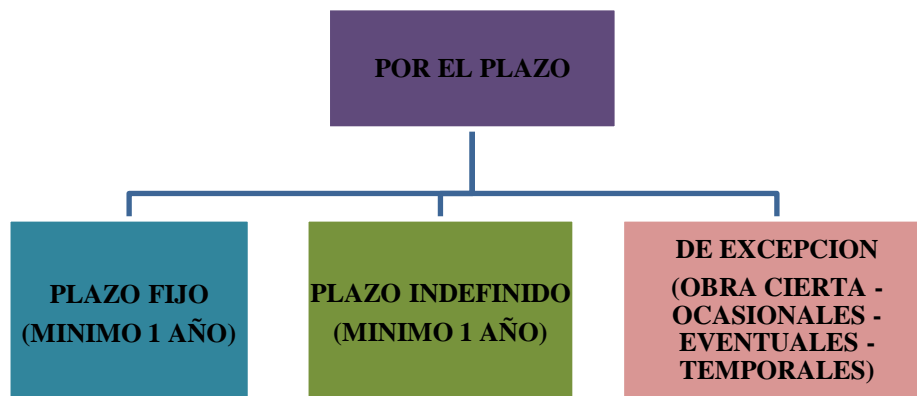 POR EL PLAZO
PLAZO FIJO
(MINIMO 1 AÑO)
PLAZO INDEFINIDO
(MINIMO 1 AÑO)
DE EXCEPCION
(OBRA CIERTA -
OCASIONALES -
EVENTUALES -
TEMPORALES)